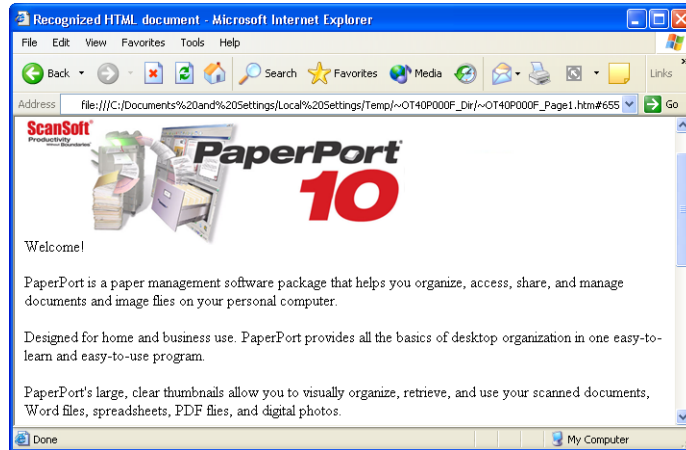 Recognized HTML document - Microsoft Internet Explorer
File Edit View Favorites Tools Help
Back Search Favorites Media Links
Address file:///C:/Documents%20and%20Settings/Local%20Settings/Temp/~OT40P000F_Dir/~OT40P000F_Page1.htm#655 Go
ScanSoft
Productivity
without Boundaries
PaperPort
10
Welcome!
PaperPort is a paper management software package that helps you organize, access, share, and manage
documents and image flies on your personal computer.
Designed for home and business use. PaperPort provides all the basics of desktop organization in one easy-to-
learn and easy-to-use program.
PaperPort's large, clear thumbnails allow you to visually organize, retrieve, and use your scanned documents,
Word files, spreadsheets, PDF flies, and digital photos.
Done My Computer